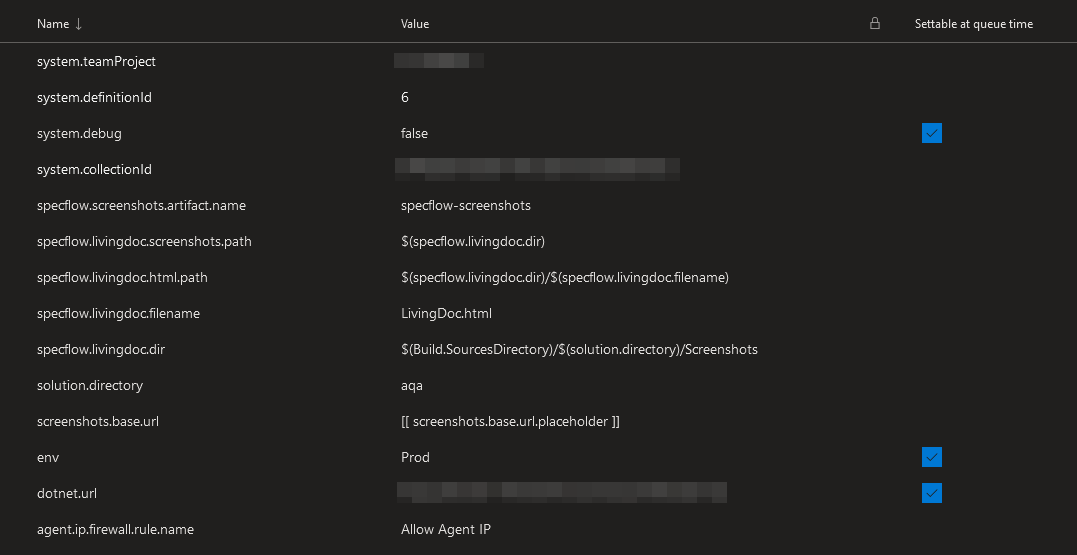 Name ↓ Value Settable at queue time
system.teamProject
system.definitionId 6
system.debug false
system.collectionId
specflow.screenshots.artifact.name specflow-screenshots
specflow.livingdoc.screenshots.path $(specflow.livingdoc.dir)
specflow.livingdoc.html.path $(specflow.livingdoc.dir)/$(specflow.livingdoc.filename)
specflow.livingdoc.filename LivingDoc.html
specflow.livingdoc.dir $(Build.SourcesDirectory)/$(solution.directory)/Screenshots
solution.directory aqa
screenshots.base.url [[ screenshots.base.url.placeholder ]]
env Prod
dotnet.url
agent.ip.firewall.rule.name Allow Agent IP